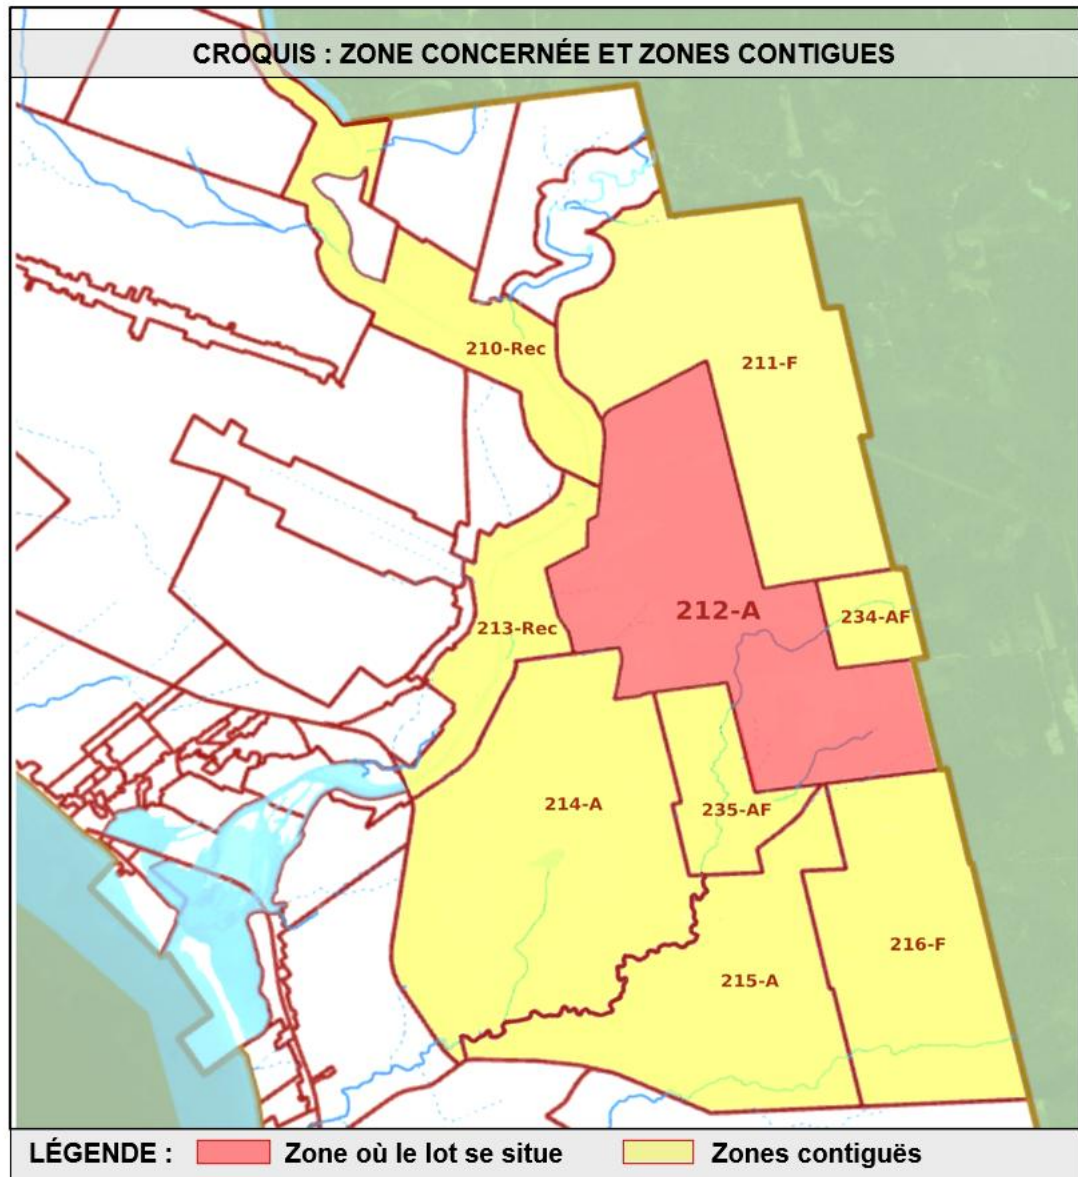 CROQUIS : ZONE CONCERNÉE ET ZONES CONTIGUES
210-Rec
211-F
212-A
234-AF
213-Rec
214-A
235-AF
216-F
215-A
LÉGENDE :
Zone où le lot se situe
Zones contiguës